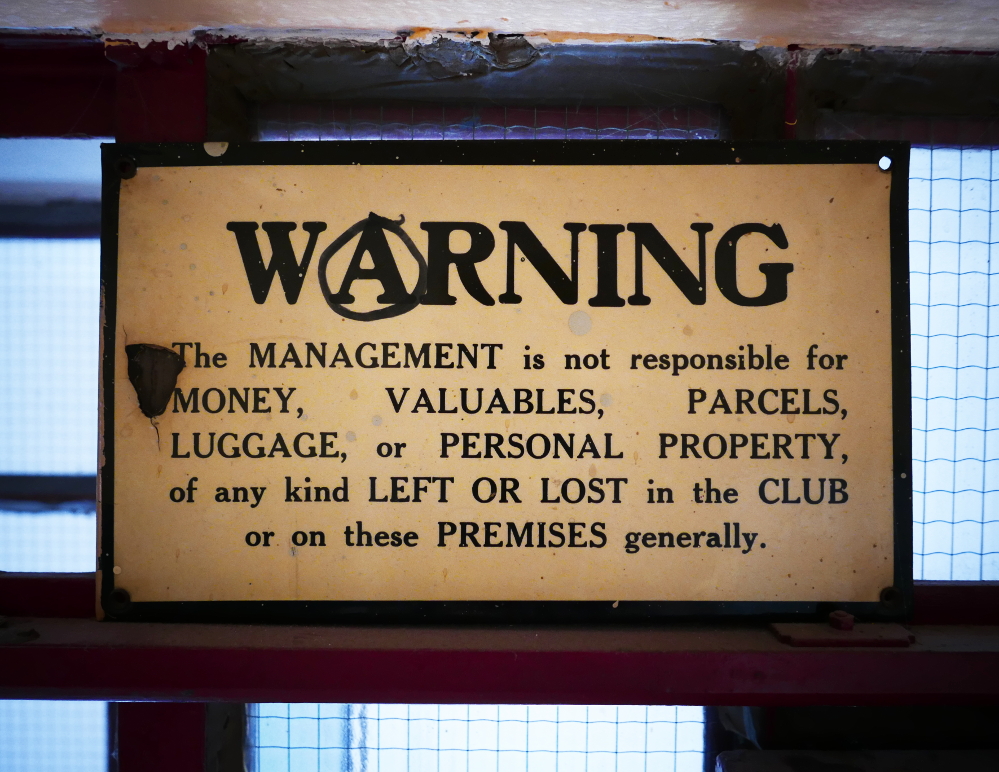 WARNING
The MANAGEMENT is not responsible for
MONEY, VALUABLES, PARCELS,
LUGGAGE, or PERSONAL PROPERTY,
of any kind LEFT OR LOST in the CLUB
or on these PREMISES generally.